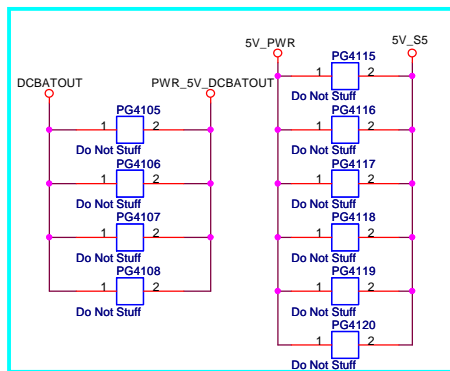 DCBATOUT PWR_5V_DCBATOUT
1 PG4105 2
Do Not Stuff
1 PG4106 2
Do Not Stuff
1 PG4107 2
Do Not Stuff
1 PG4108 2
Do Not Stuff
5V_PWR 5V_S5
1 PG4115 2
Do Not Stuff
1 PG4116 2
Do Not Stuff
1 PG4117 2
Do Not Stuff
1 PG4118 2
Do Not Stuff
1 PG4119 2
Do Not Stuff
1 PG4120 2
Do Not Stuff